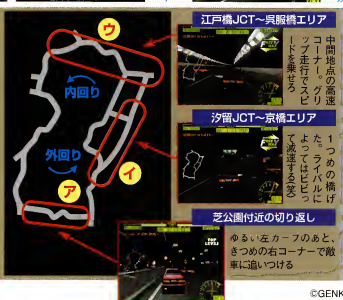 ウ
内回り
外回り
イ
ア
江戸橋JCT～呉服橋エリア
中間地点の高速
コーナー。グリ
ップ走行でスピ
ードを乗せろ
汐留JCT～京橋エリア
1つめの橋げ
た。ライバルに
よってはビビっ
て減速する(笑)
芝公園付近の切り返し
ゆるい左カーブのあと、
きつめの右コーナーで敵
車に追いつける
©GENK